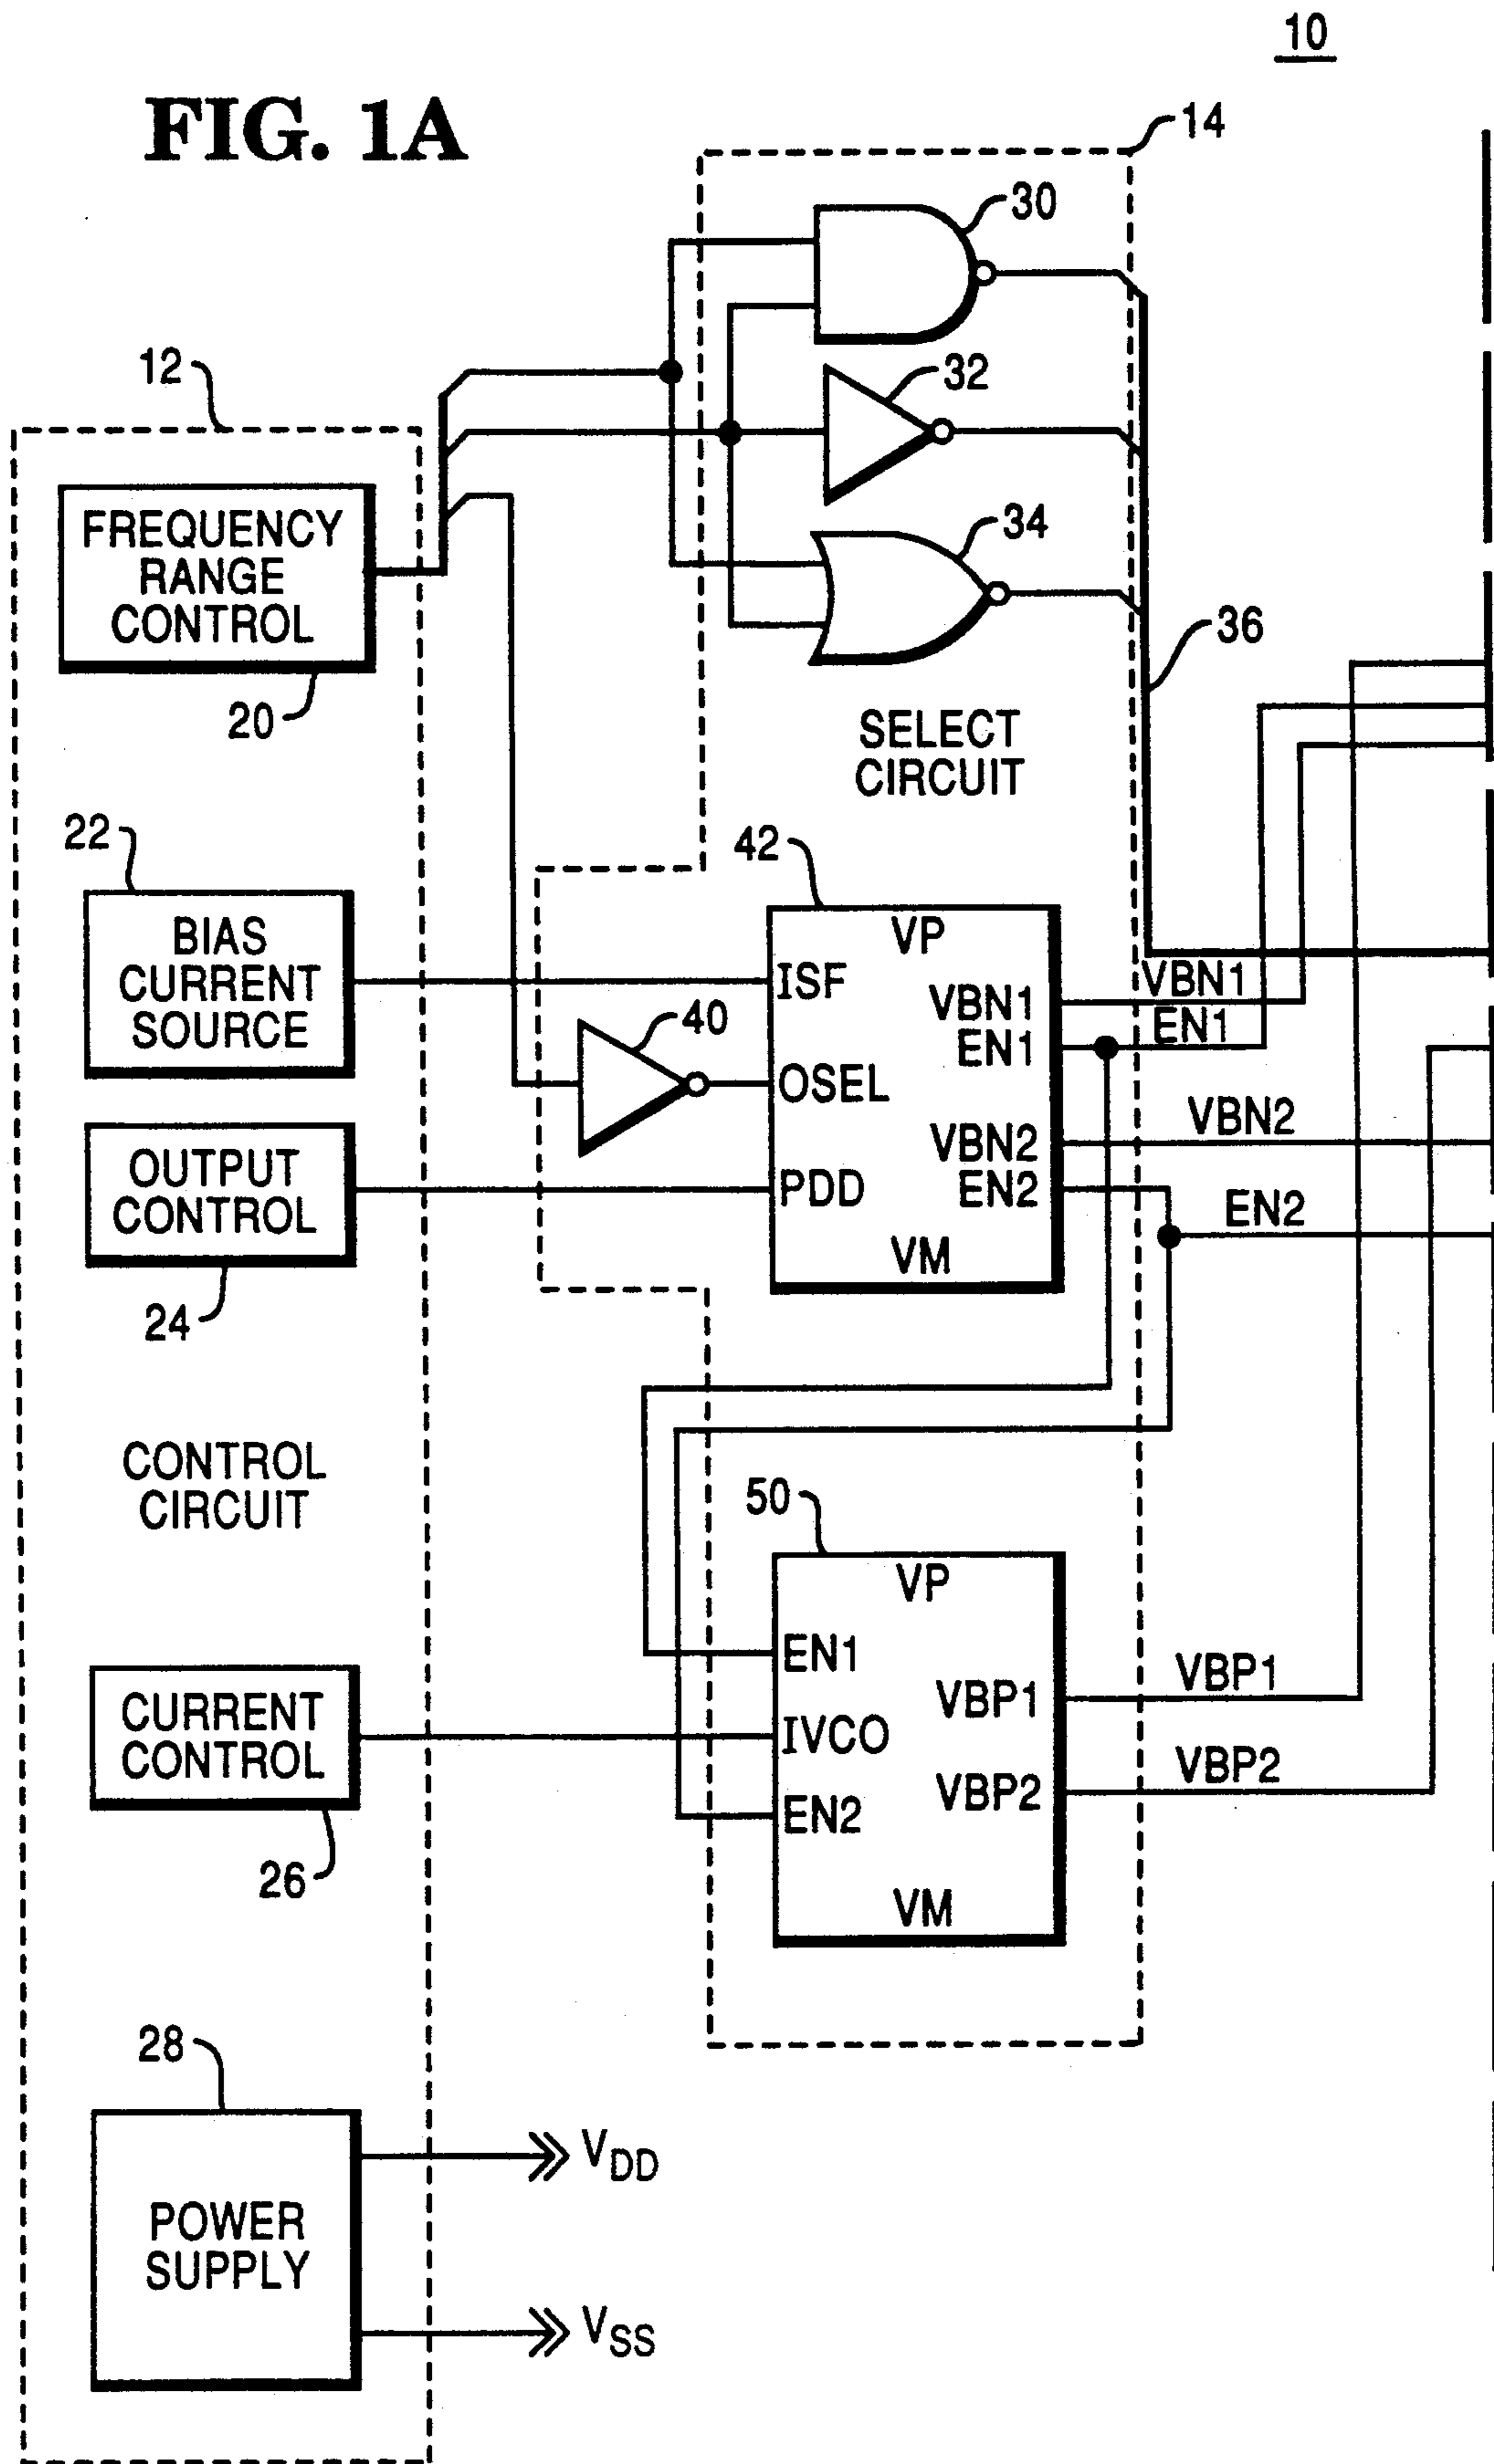 10
FIG. 1A
14
30
12
32
FREQUENCY
RANGE
CONTROL
34
36
20
SELECT
CIRCUIT
22
42
BIAS
CURRENT
SOURCE
VP
ISF
VBN1
VBN1
EN1
EN1
40
OSEL
VBN2
VBN2
OUTPUT
CONTROL
PDD
EN2
EN2
VM
24
CONTROL
CIRCUIT
50
VP
EN1
CURRENT
CONTROL
IVCO
VBP1
VBP1
VBP2
VBP2
EN2
26
VM
28
POWER
SUPPLY
VDD
VSS